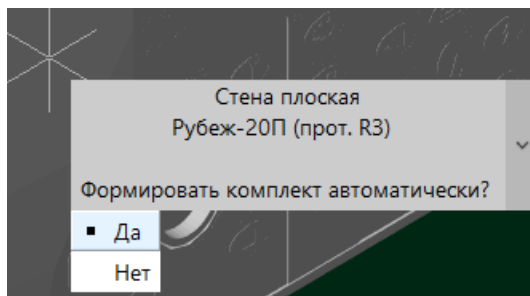 Стена плоская
Рубеж-20П (прот. R3)
Формировать комплект автоматически?
Да
Нет